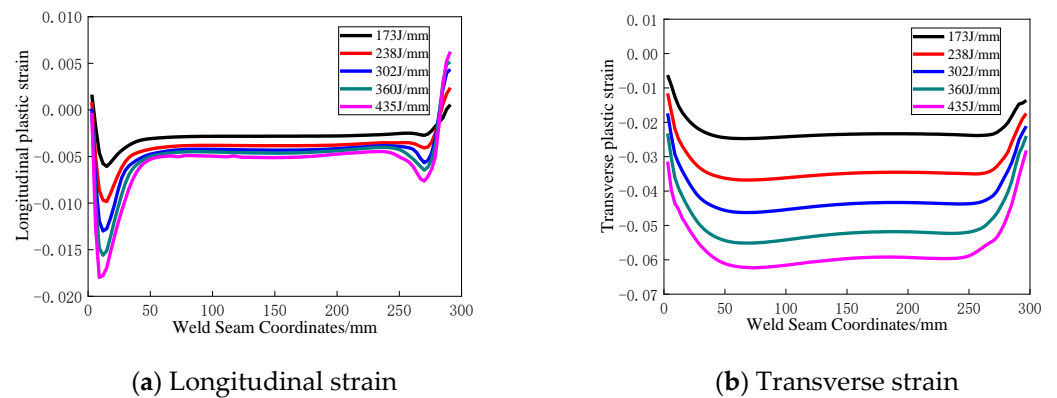 0.010
0.005
0.000
−0.005
−0.010
−0.015
−0.020
Longitudinal plastic strain
173J/mm
238J/mm
302J/mm
360J/mm
435J/mm
0 50 100 150 200 250 300
Weld Seam Coordinates/mm
(a) Longitudinal strain
0.01
0.00
−0.01
−0.02
−0.03
−0.04
−0.05
−0.06
−0.07
Transverse plastic strain
173J/mm
238J/mm
302J/mm
360J/mm
435J/mm
0 50 100 150 200 250 300
Weld Seam Coordinates/mm
(b) Transverse strain